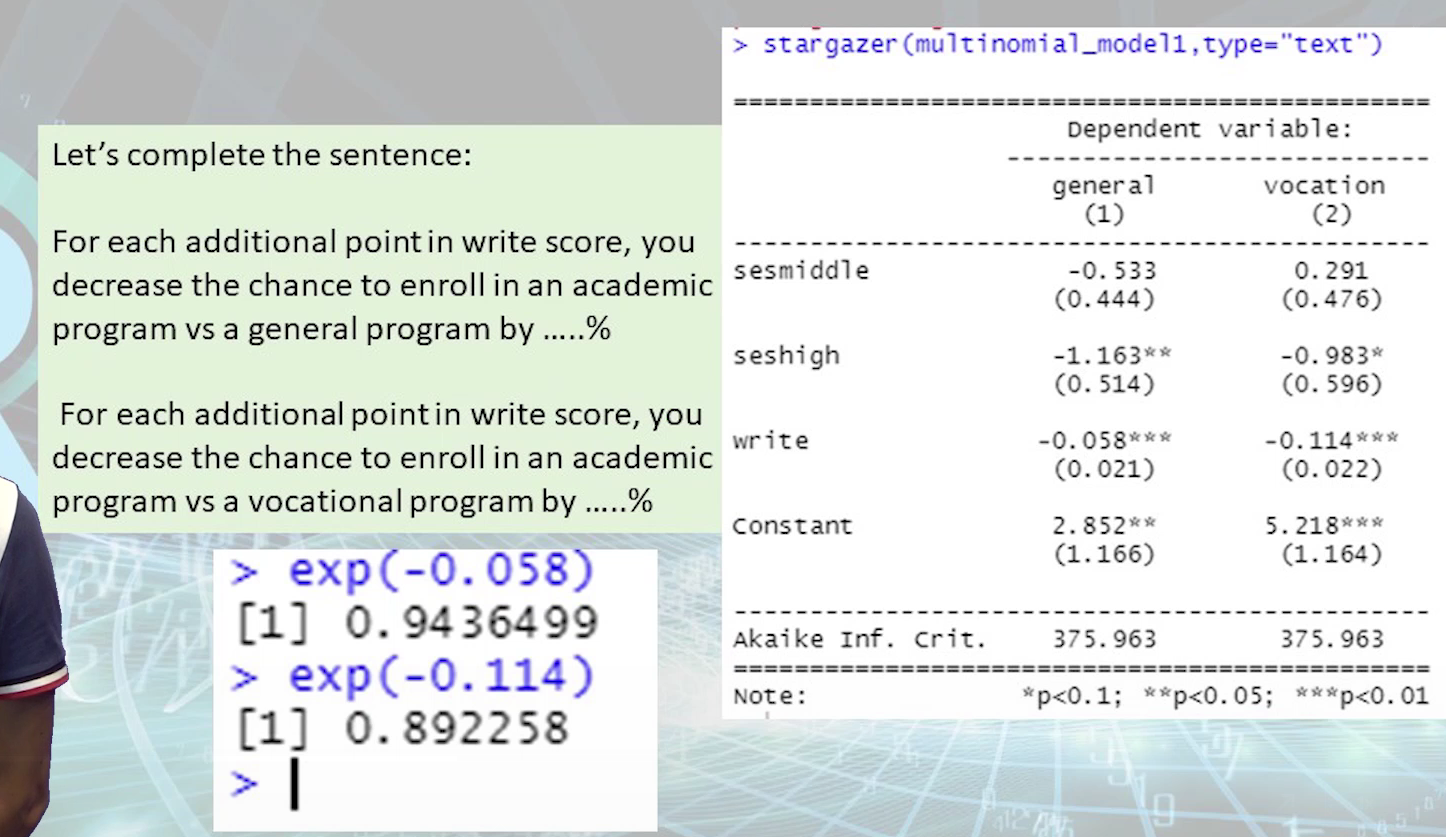 Let’s complete the sentence:
For each additional point in write score, you
decrease the chance to enroll in an academic
program vs a general program by .....%
For each additional point in write score, you
decrease the chance to enroll in an academic
program vs a vocational program by .....%
> exp(-0.058)
[1] 0.9436499
> exp(-0.114)
[1] 0.892258
>
> stargazer(multinomial_model1,type="text")
==============================================
Dependent variable:
----------------------------
general vocation
(1) (2)
----------------------------------------------
sesmiddle -0.533 0.291
(0.444) (0.476)
seshigh -1.163** -0.983*
(0.514) (0.596)
write -0.058*** -0.114***
(0.021) (0.022)
Constant 2.852** 5.218***
(1.166) (1.164)
----------------------------------------------
Akaike Inf. Crit. 375.963 375.963
==============================================
Note: *p<0.1; **p<0.05; ***p<0.01